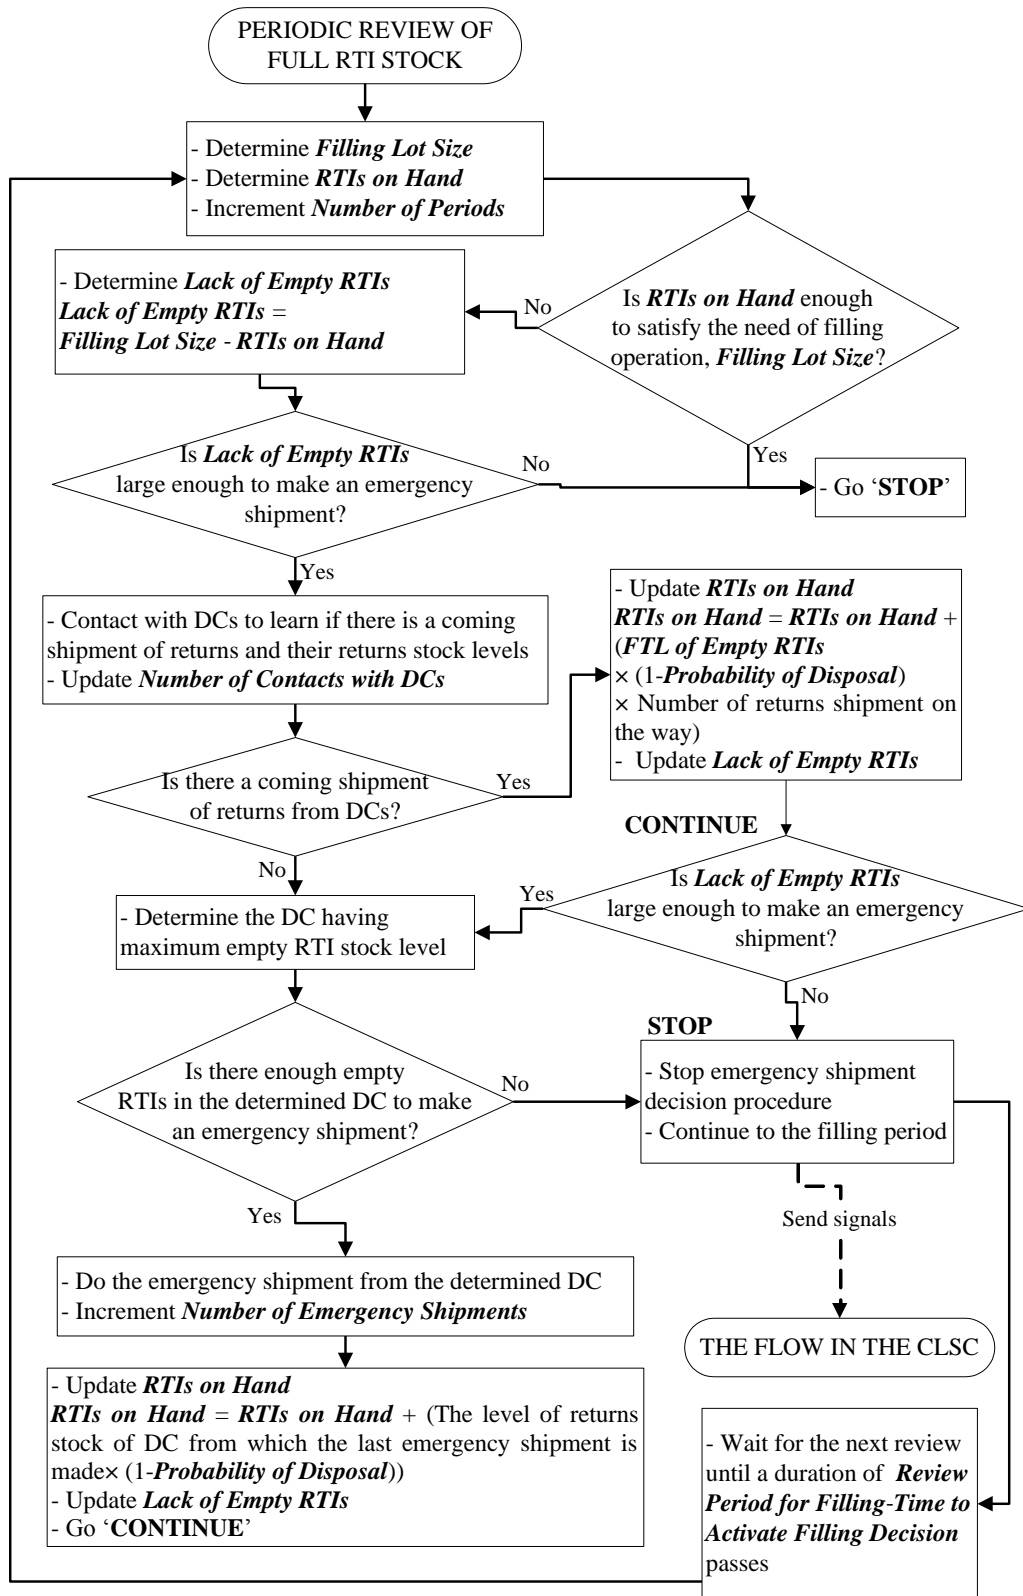 PERIODIC REVIEW OF
FULL RTI STOCK
- Determine Filling Lot Size
- Determine RTIs on Hand
- Increment Number of Periods
- Determine Lack of Empty RTIs
Lack of Empty RTIs =
Filling Lot Size - RTIs on Hand
No
Is RTIs on Hand enough
to satisfy the need of filling
operation, Filling Lot Size?
Yes
Is Lack of Empty RTIs
large enough to make an emergency
shipment?
No
- Go ‘STOP’
Yes
- Contact with DCs to learn if there is a coming
shipment of returns and their returns stock levels
- Update Number of Contacts with DCs
- Update RTIs on Hand
RTIs on Hand = RTIs on Hand +
(FTL of Empty RTIs
× (1-Probability of Disposal)
× Number of returns shipment on
the way)
- Update Lack of Empty RTIs
Is there a coming shipment
of returns from DCs?
Yes
No
CONTINUE
Is Lack of Empty RTIs
large enough to make an emergency
shipment?
Yes
No
- Determine the DC having
maximum empty RTI stock level
STOP
- Stop emergency shipment
decision procedure
- Continue to the filling period
Is there enough empty
RTIs in the determined DC to make
an emergency shipment?
No
Yes
Send signals
THE FLOW IN THE CLSC
- Do the emergency shipment from the determined DC
- Increment Number of Emergency Shipments
- Update RTIs on Hand
RTIs on Hand = RTIs on Hand + (The level of returns
stock of DC from which the last emergency shipment is
made× (1-Probability of Disposal))
- Update Lack of Empty RTIs
- Go ‘CONTINUE’
- Wait for the next review
until a duration of Review
Period for Filling-Time to
Activate Filling Decision
passes